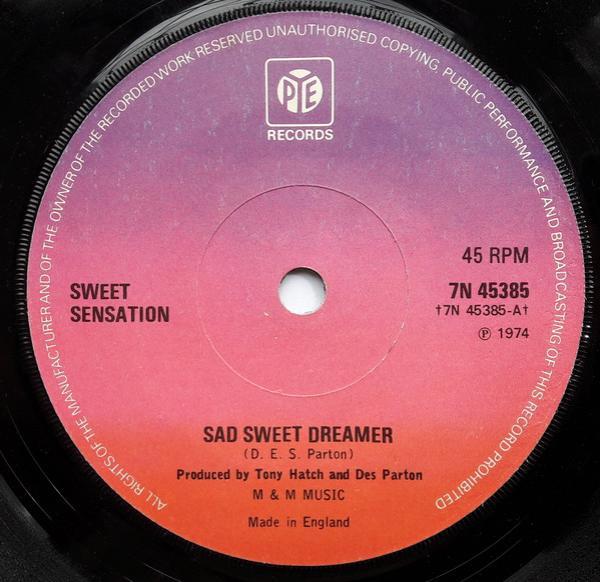 ALL RIGHTS OF THE MANUFACTURER AND OF THE OWNER OF THE RECORDED WORK RESERVED UNAUTHORISED COPYING PUBLIC PERFORMANCE AND BROADCASTING OF THIS RECORD PROHIBITED
PYE
RECORDS
45 RPM
SWEET
SENSATION
7N 45385
†7N 45385-A†
℗ 1974
SAD SWEET DREAMER
(D. E. S. Parton)
Produced by Tony Hatch and Des Parton
M & M MUSIC
Made in England